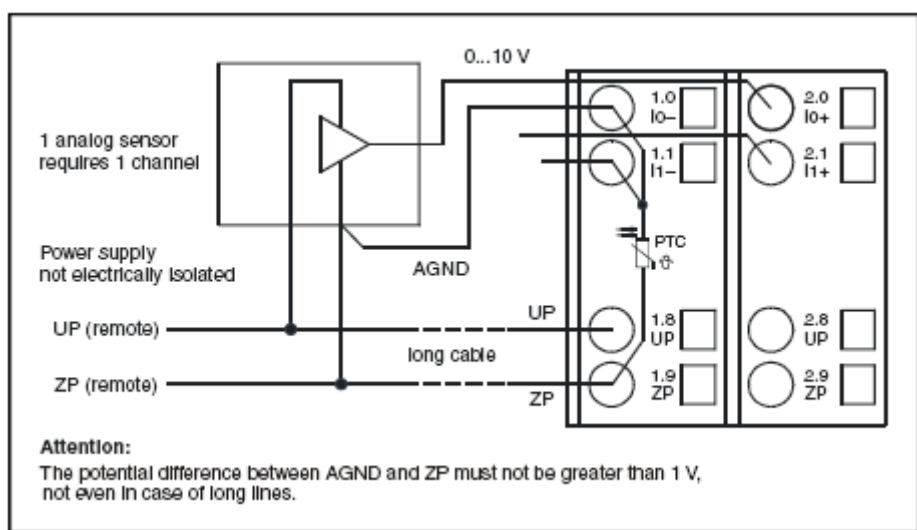 0...10 V
1 analog sensor
requires 1 channel
1.0
I0–
2.0
I0+
1.1
I1–
2.1
I1+
PTC
ϑ
Power supply
not electrically isolated
AGND
UP (remote)
long cable
UP
1.8
UP
2.8
UP
ZP (remote)
ZP
1.9
ZP
2.9
ZP
Attention:
The potential difference between AGND and ZP must not be greater than 1 V,
not even in case of long lines.